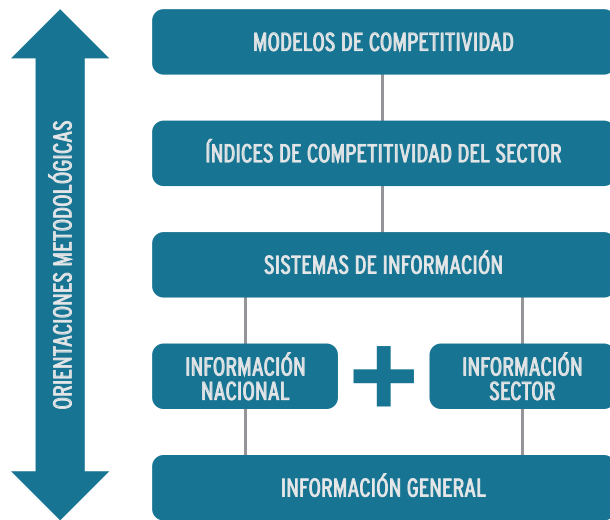 ORIENTACIONES METODOLÓGICAS
MODELOS DE COMPETITIVIDAD
ÍNDICES DE COMPETITIVIDAD DEL SECTOR
SISTEMAS DE INFORMACIÓN
INFORMACIÓN
NACIONAL
+
INFORMACIÓN
SECTOR
INFORMACIÓN GENERAL